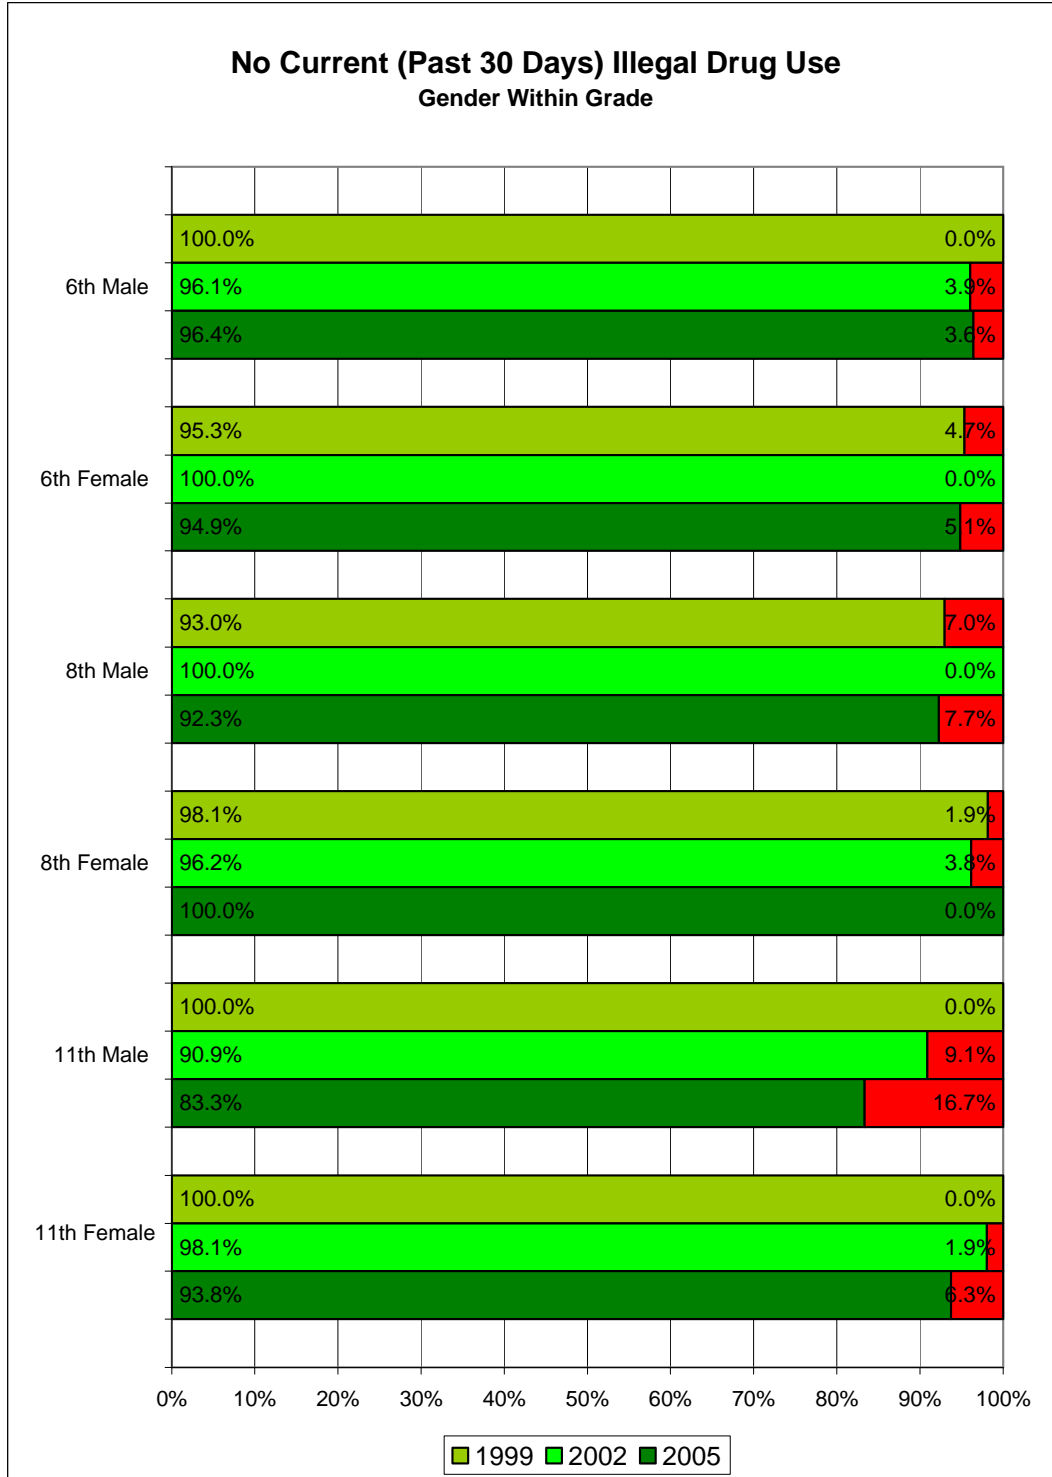 No Current (Past 30 Days) Illegal Drug Use
Gender Within Grade
100.0% 0.0%
6th Male 96.1% 3.9%
96.4% 3.6%
95.3% 4.7%
6th Female 100.0% 0.0%
94.9% 5.1%
93.0% 7.0%
8th Male 100.0% 0.0%
92.3% 7.7%
98.1% 1.9%
8th Female 96.2% 3.8%
100.0% 0.0%
100.0% 0.0%
11th Male 90.9% 9.1%
83.3% 16.7%
100.0% 0.0%
11th Female 98.1% 1.9%
93.8% 6.3%
0% 10% 20% 30% 40% 50% 60% 70% 80% 90% 100%
1999 2002 2005